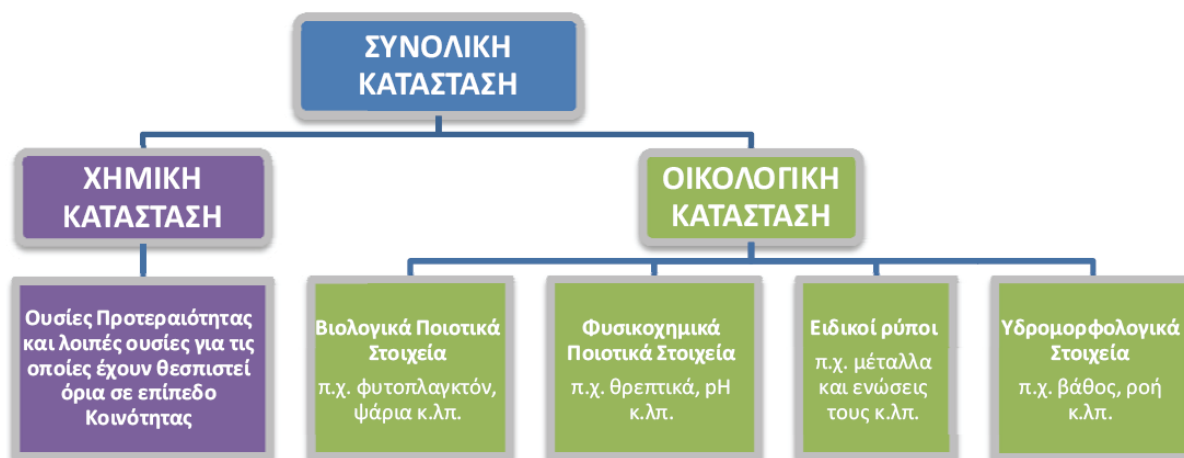 ΣΥΝΟΛΙΚΗ
ΚΑΤΑΣΤΑΣΗ
ΧΗΜΙΚΗ
ΚΑΤΑΣΤΑΣΗ
ΟΙΚΟΛΟΓΙΚΗ
ΚΑΤΑΣΤΑΣΗ
Ουσίες Προτεραιότητας
και λοιπές ουσίες για τις
οποίες έχουν θεσπιστεί
όρια σε επίπεδο
Κοινότητας
Βιολογικά Ποιοτικά
Στοιχεία
π.χ. φυτοπλαγκτόν,
ψάρια κ.λπ.
Φυσικοχημικά
Ποιοτικά Στοιχεία
π.χ. θρεπτικά, pH
κ.λπ.
Ειδικοί ρύποι
π.χ. μέταλλα
και ενώσεις
τους κ.λπ.
Υδρομορφολογικά
Στοιχεία
π.χ. βάθος, ροή
κ.λπ.